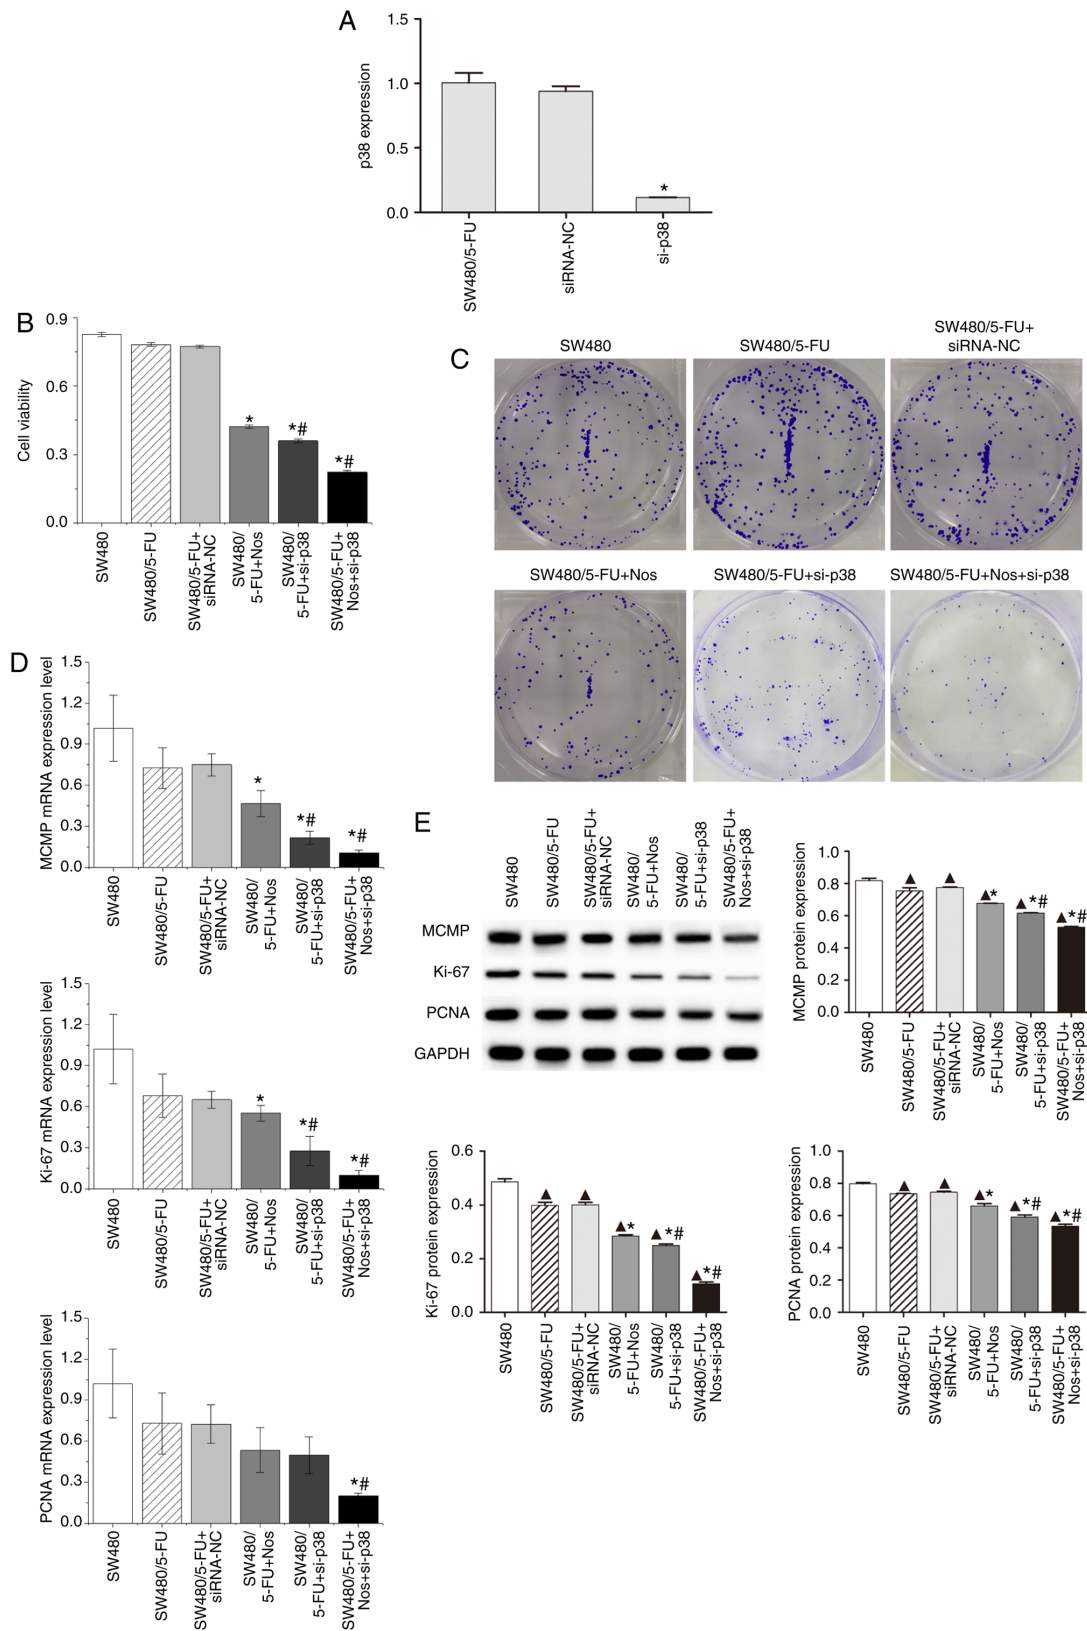 A
1.5
1.0
0.5
0.0
p38 expression
*
SW480/5-FU
siRNA-NC
si-p38
B
0.9
0.6
0.3
0.0
Cell viability
*
*#
*#
SW480
SW480/5-FU
SW480/5-FU+
siRNA-NC
SW480/
5-FU+Nos
SW480/
5-FU+si-p38
SW480/5-FU+
Nos+si-p38
C
SW480
SW480/5-FU
SW480/5-FU+
siRNA-NC
SW480/5-FU+Nos
SW480/5-FU+si-p38
SW480/5-FU+Nos+si-p38
D
1.5
1.2
0.9
0.6
0.3
0.0
MCMP mRNA expression level
*
*#
*#
SW480
SW480/5-FU
SW480/5-FU+
siRNA-NC
SW480/
5-FU+Nos
SW480/
5-FU+si-p38
SW480/5-FU+
Nos+si-p38
1.5
1.2
0.9
0.6
0.3
0.0
Ki-67 mRNA expression level
*
*#
*#
SW480
SW480/5-FU
SW480/5-FU+
siRNA-NC
SW480/
5-FU+Nos
SW480/
5-FU+si-p38
SW480/5-FU+
Nos+si-p38
1.5
1.2
0.9
0.6
0.3
0.0
PCNA mRNA expression level
*#
SW480
SW480/5-FU
SW480/5-FU+
siRNA-NC
SW480/
5-FU+Nos
SW480/
5-FU+si-p38
SW480/5-FU+
Nos+si-p38
E
SW480
SW480/5-FU
SW480/5-FU+
siRNA-NC
SW480/
5-FU+Nos
SW480/
5-FU+si-p38
SW480/5-FU+
Nos+si-p38
MCMP
Ki-67
PCNA
GAPDH
1.0
0.8
0.6
0.4
0.2
0.0
MCMP protein expression
▲
▲
▲*
▲*#
▲*#
SW480
SW480/5-FU
SW480/5-FU+
siRNA-NC
SW480/
5-FU+Nos
SW480/
5-FU+si-p38
SW480/5-FU+
Nos+si-p38
0.6
0.4
0.2
0.0
Ki-67 protein expression
▲
▲
▲*
▲*#
▲*#
SW480
SW480/5-FU
SW480/5-FU+
siRNA-NC
SW480/
5-FU+Nos
SW480/
5-FU+si-p38
SW480/5-FU+
Nos+si-p38
1.0
0.8
0.6
0.4
0.2
0.0
PCNA protein expression
▲
▲
▲*
▲*#
▲*#
SW480
SW480/5-FU
SW480/5-FU+
siRNA-NC
SW480/
5-FU+Nos
SW480/
5-FU+si-p38
SW480/5-FU+
Nos+si-p38